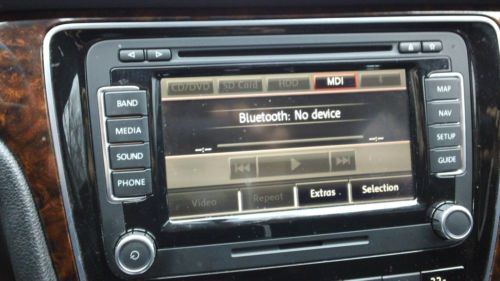 CD/DVD SD Card HDD MDI
BAND
MEDIA
SOUND
PHONE
Bluetooth: No device
--:-- --:--
Video Repeat Extras Selection
MAP
NAV
SETUP
GUIDE